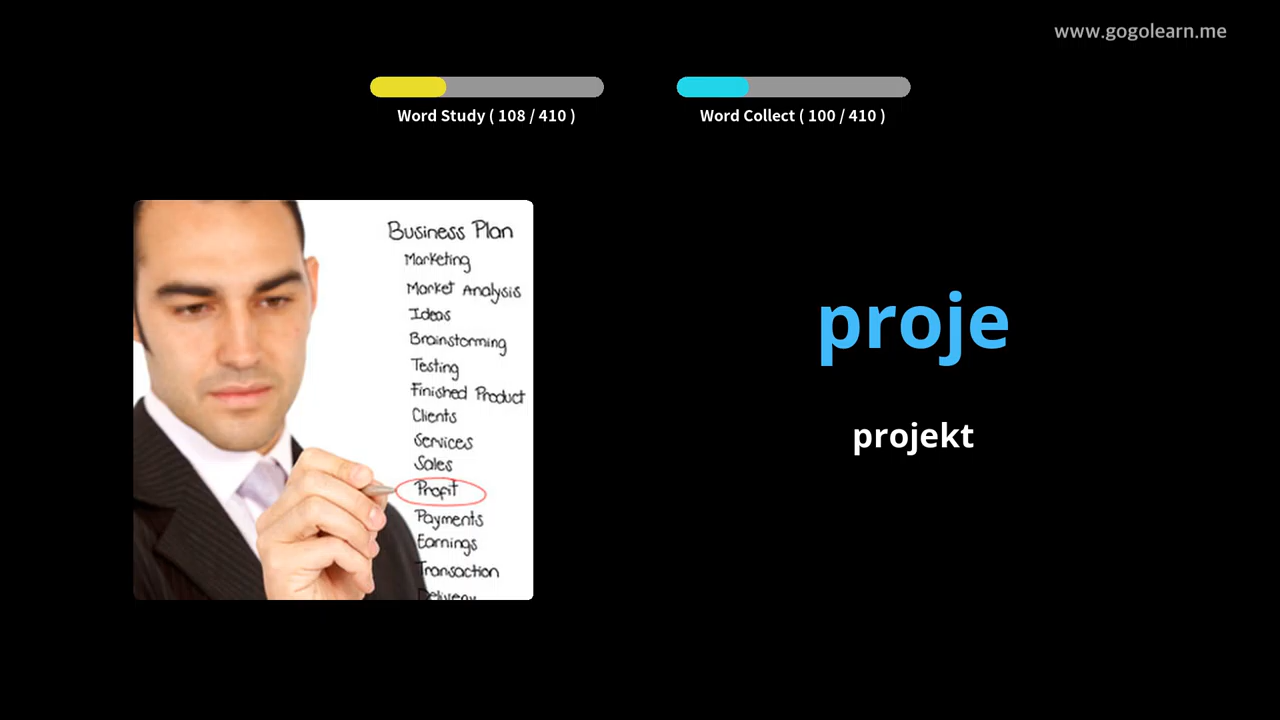 www.gogolearn.me
Word Study ( 108 / 410 )
Word Collect ( 100 / 410 )
Business Plan
Marketing
Market Analysis
Ideas
Brainstorming
Testing
Finished Product
Clients
Services
Sales
Profit
Payments
Earnings
Transaction
Delivery
proje
projekt